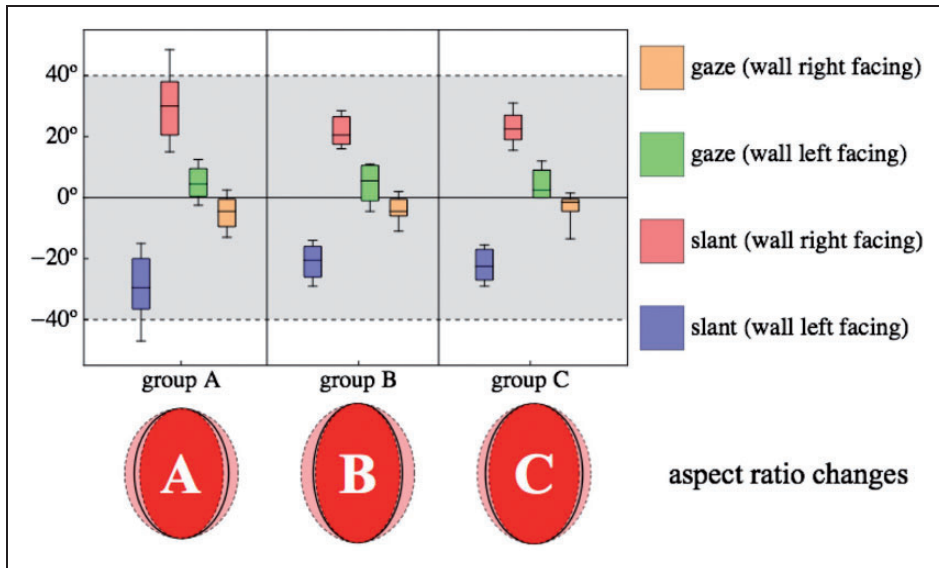 40º
20º
0º
−20º
−40º
group A
group B
group C
gaze (wall right facing)
gaze (wall left facing)
slant (wall right facing)
slant (wall left facing)
A
B
C
aspect ratio changes